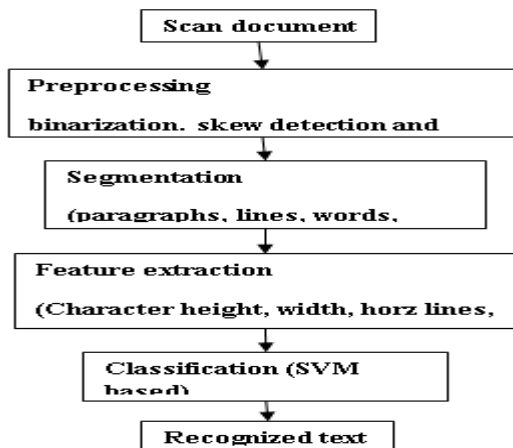 Scan document
Preprocessing
binarization. skew detection and
Segmentation
(paragraphs, lines, words,
Feature extraction
(Character height, width, horz lines,
Classification (SVM
based)
Recognized text